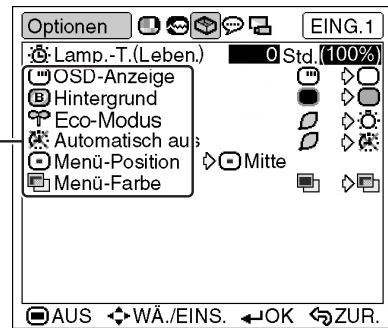 Optionen ING.1
Lamp.-T.(Leben.) 0 Std.(100%)
OSD-Anzeige
B Hintergrund
Eco-Modus
Automatisch aus
Menü-Position Mitte
Menü-Farbe
AUS WÄ./EINS. OK ZUR.